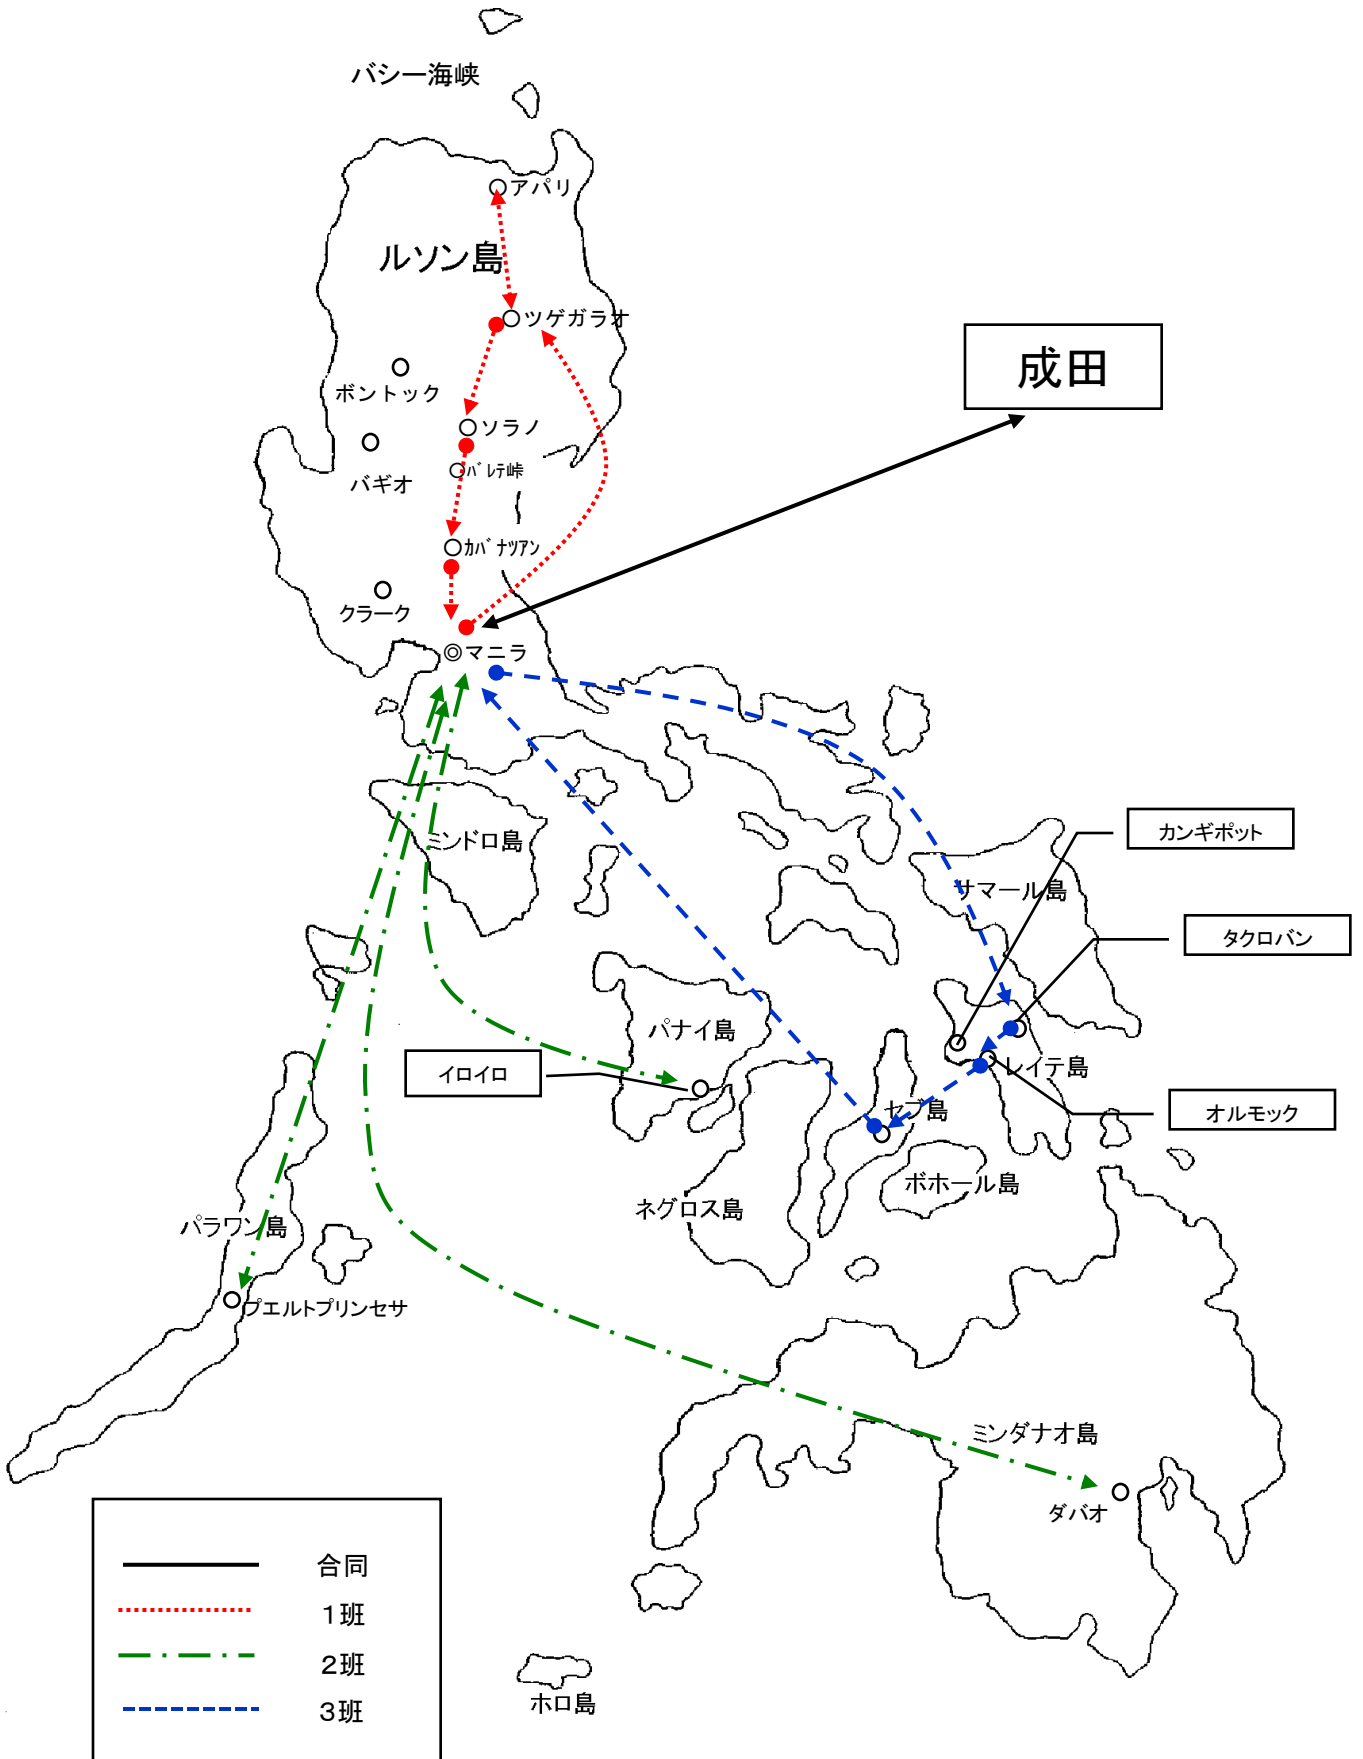 バシー海峡
アパリ
ルソン島
ツゲガラオ
成田
ボントック
ソラノ
バレテ峠
バギオ
カバナツアン
クラーク
マニラ
カンギポット
ミンドロ島
サマール島
タクロバン
パナイ島
イロイロ
レイテ島
セブ島
オルモック
ボホール島
ネグロス島
パラワン島
プエルトプリンセサ
ミンダナオ島
ダバオ
合同
１班
２班
３班
ホロ島